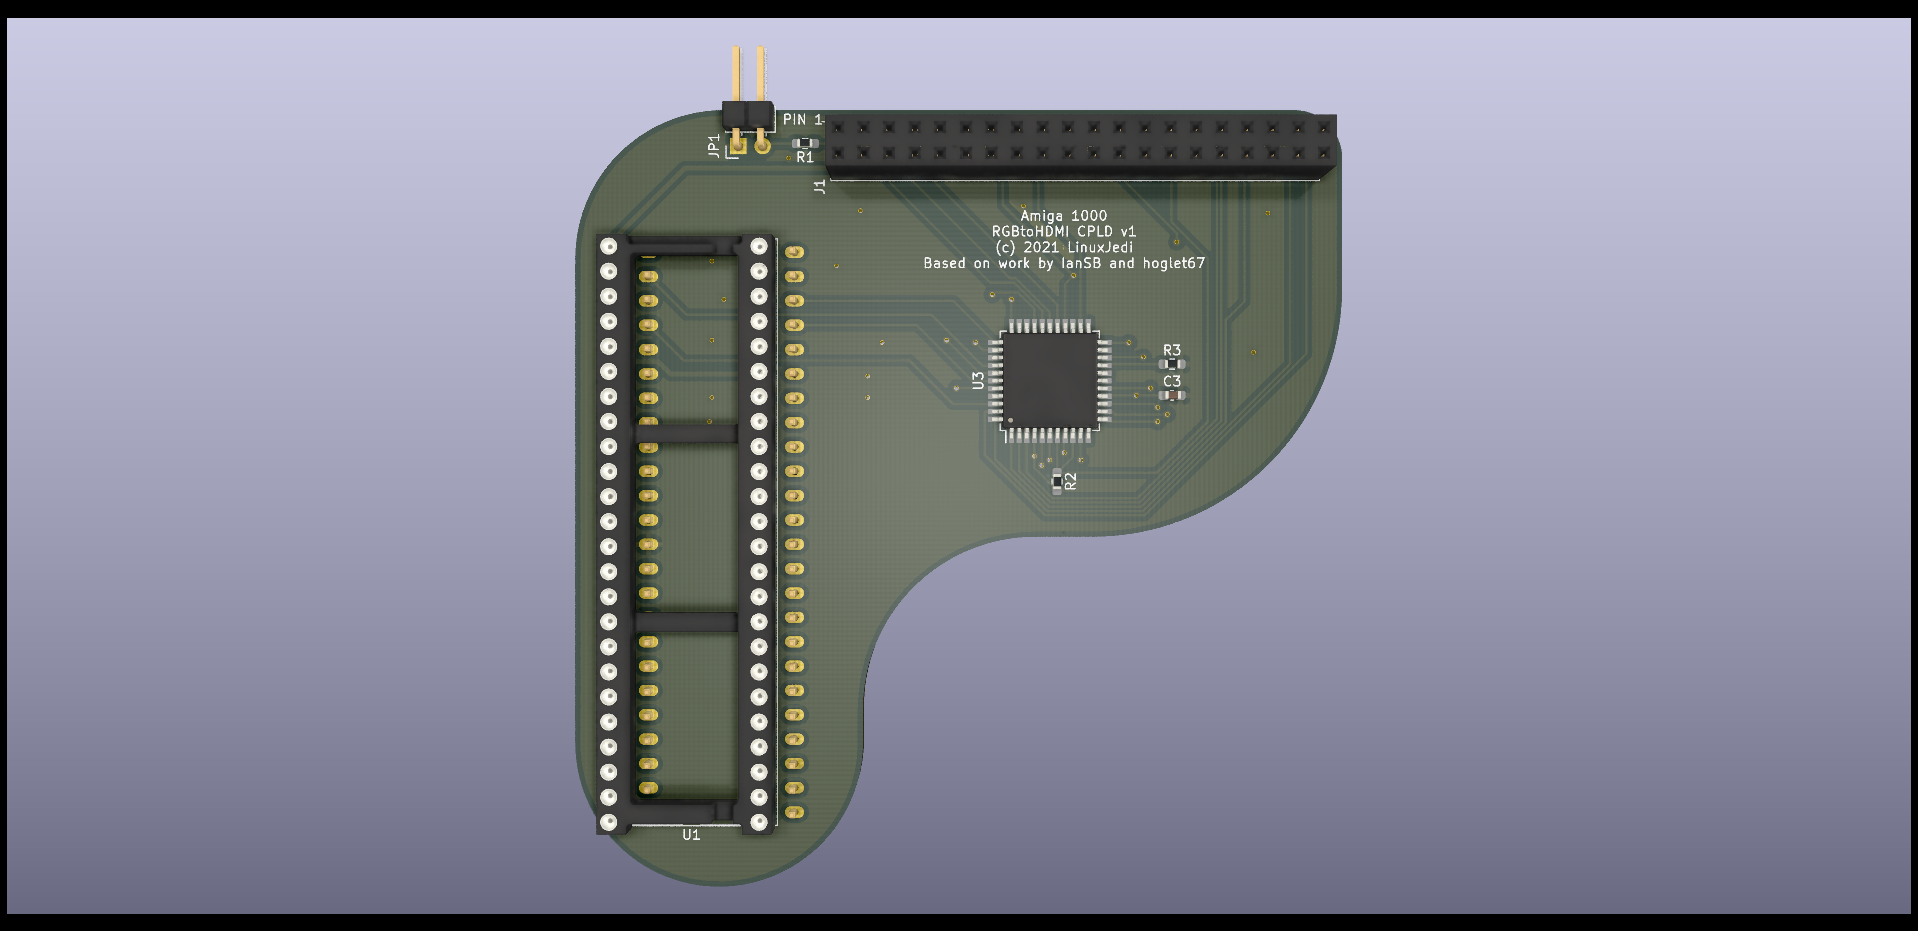 PIN 1
JP1
R1
J1
Amiga 1000
RGBtoHDMI CPLD v1
(c) 2021 LinuxJedi
Based on work by IanSB and hoglet67
R3
C3
U3
R2
U1